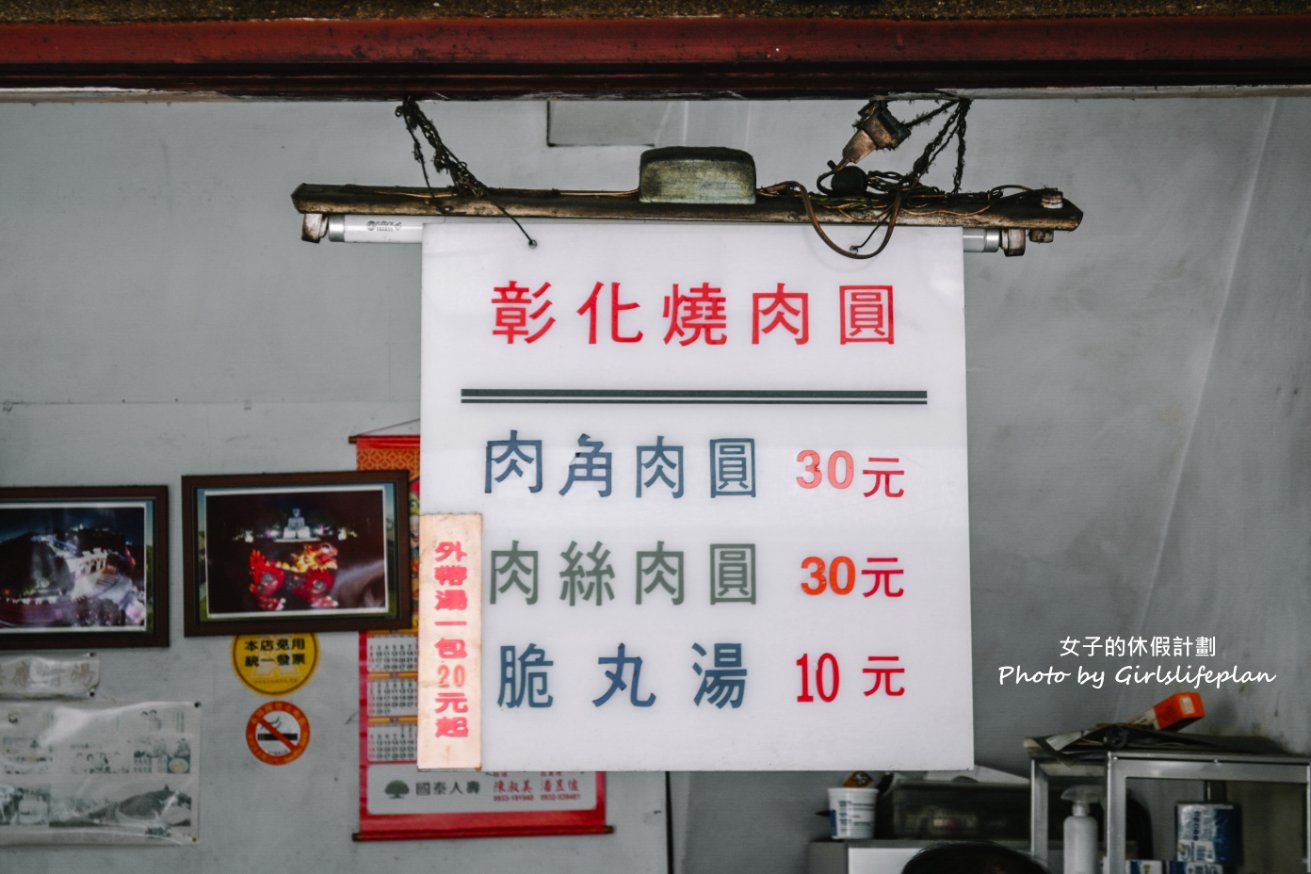 彰化燒肉圓
肉角肉圓 30元
肉絲肉圓 30元
脆丸湯 10元
外帶湯一包20元起
本店免用
統一發票
國泰人壽
女子的休假計劃
Photo by Girlslifeplan